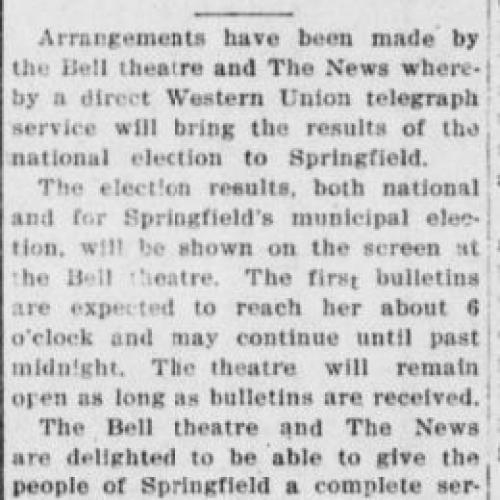 Arrangements have been made by
the Bell theatre and The News where-
by a direct Western Union telegraph
service will bring the results of the
national election to Springfield.
The election results, both national
and for Springfield's municipal elec-
tion, will be shown on the screen at
the Bell theatre. The first bulletins
are expected to reach her about 6
o'clock and may continue until past
midnight. The theatre will remain
open as long as bulletins are received.
The Bell theatre and The News
are delighted to be able to give the
people of Springfield a complete ser-